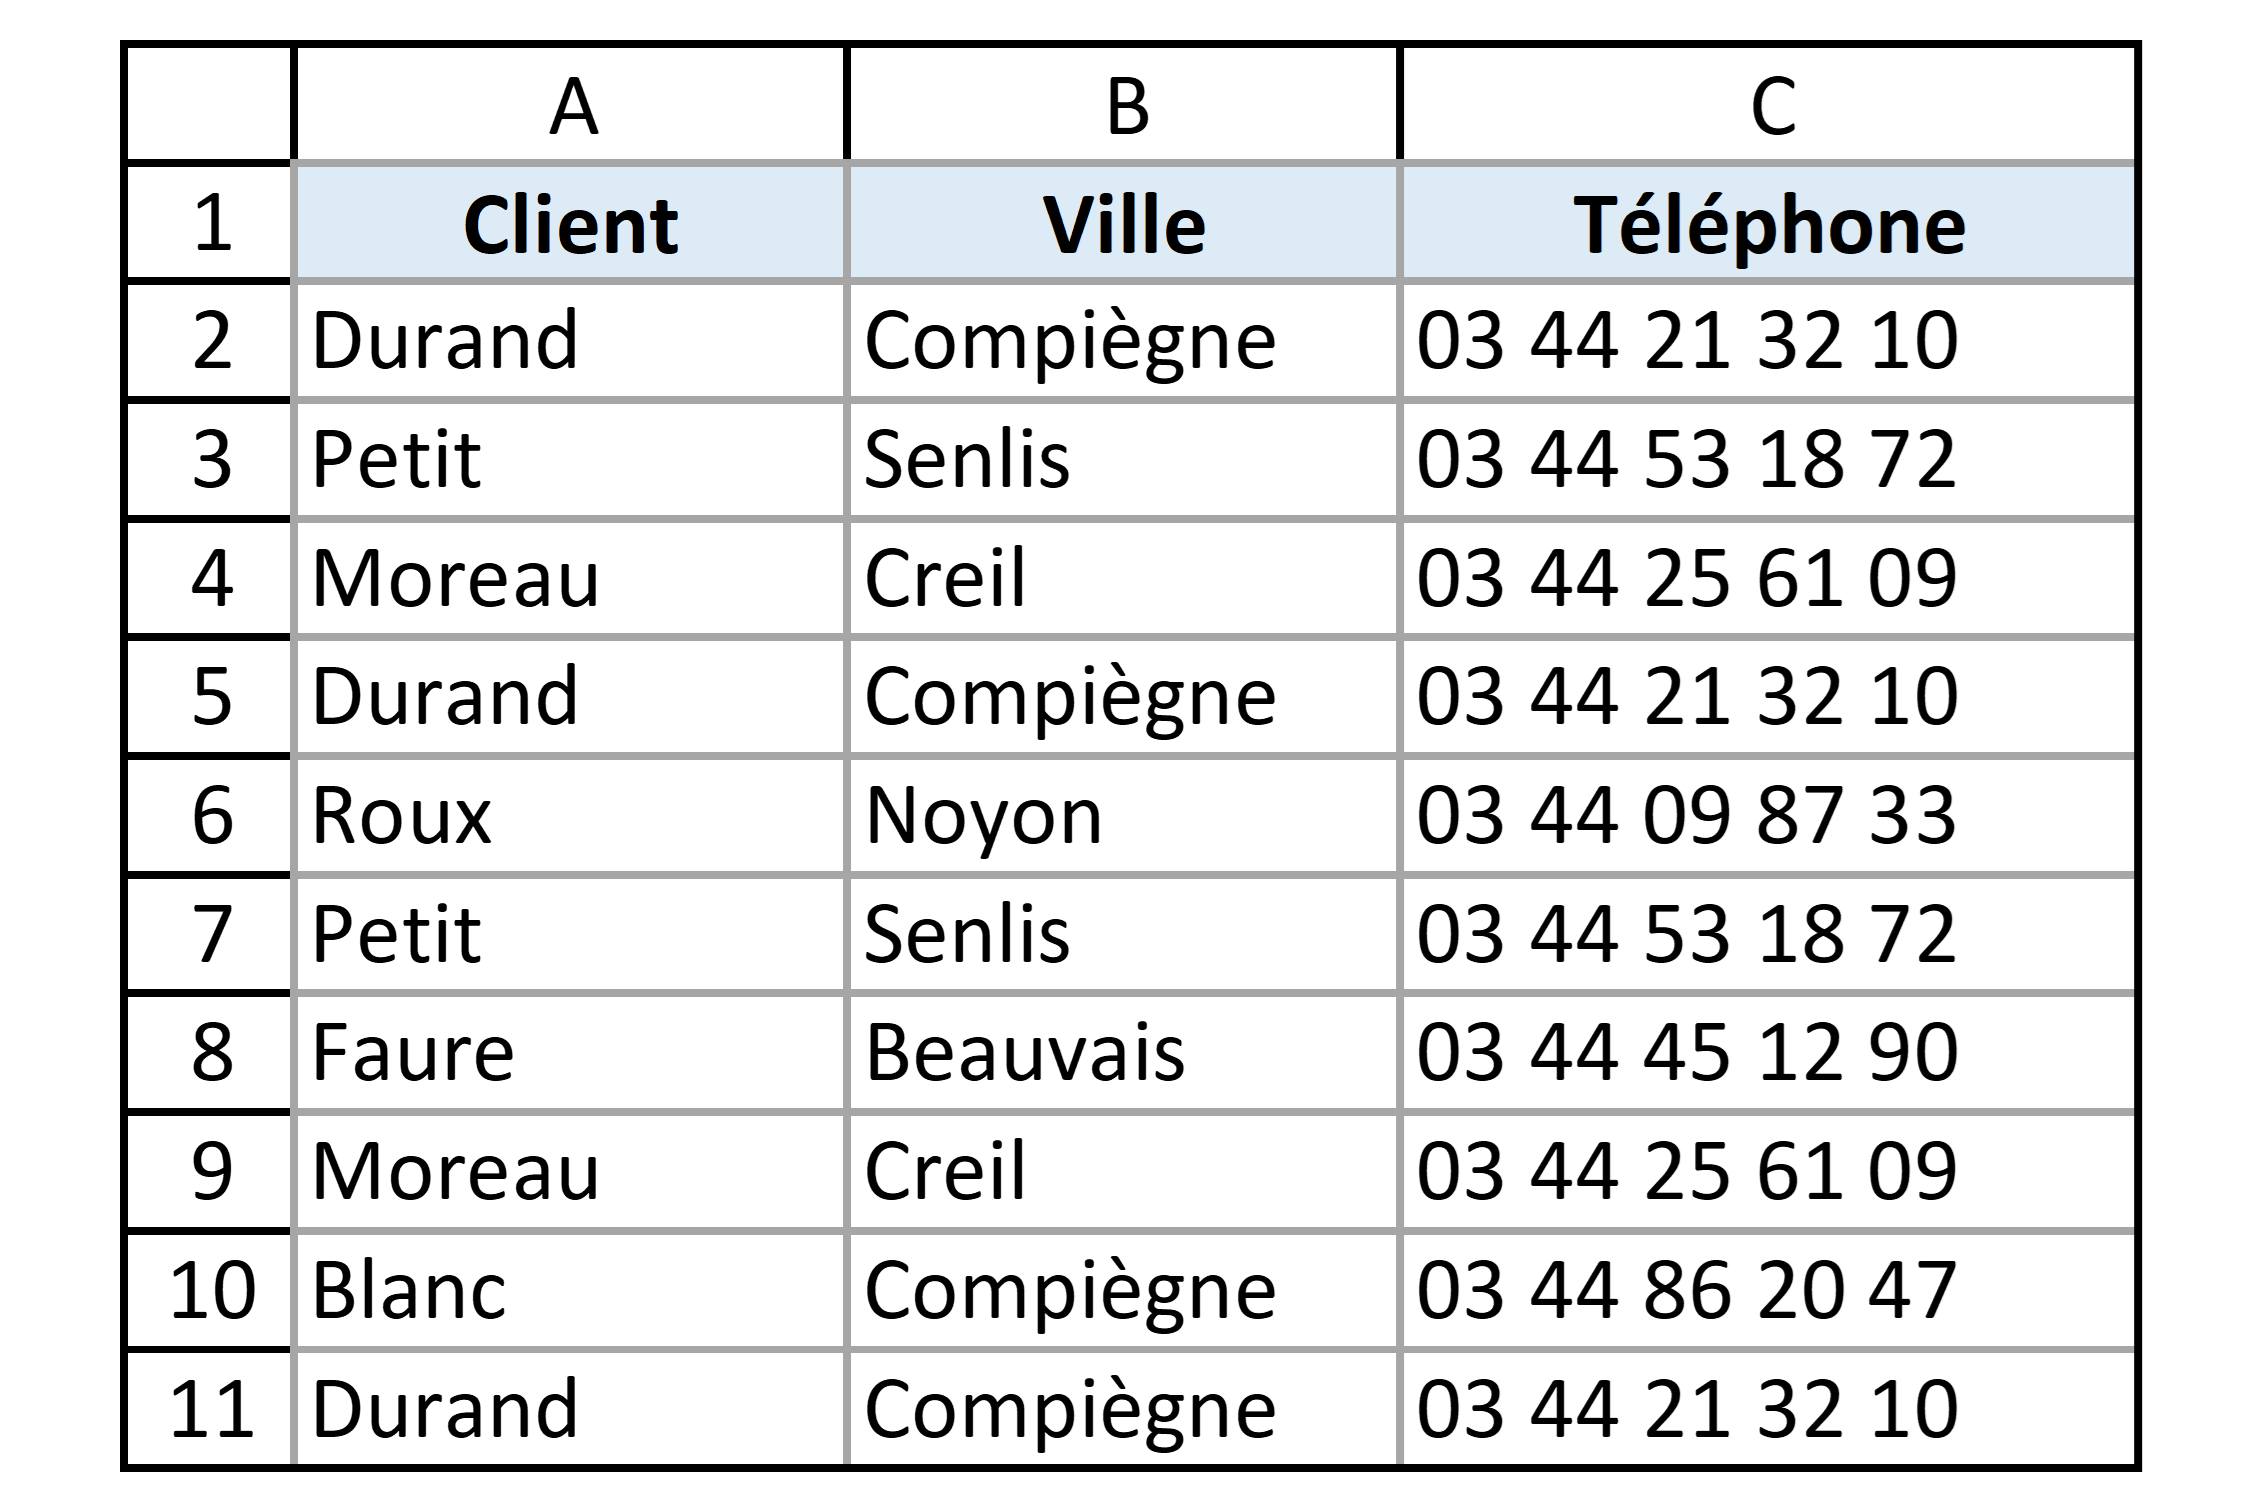 A B C
1 Client Ville Téléphone
2 Durand Compiègne 03 44 21 32 10
3 Petit Senlis 03 44 53 18 72
4 Moreau Creil 03 44 25 61 09
5 Durand Compiègne 03 44 21 32 10
6 Roux Noyon 03 44 09 87 33
7 Petit Senlis 03 44 53 18 72
8 Faure Beauvais 03 44 45 12 90
9 Moreau Creil 03 44 25 61 09
10 Blanc Compiègne 03 44 86 20 47
11 Durand Compiègne 03 44 21 32 10